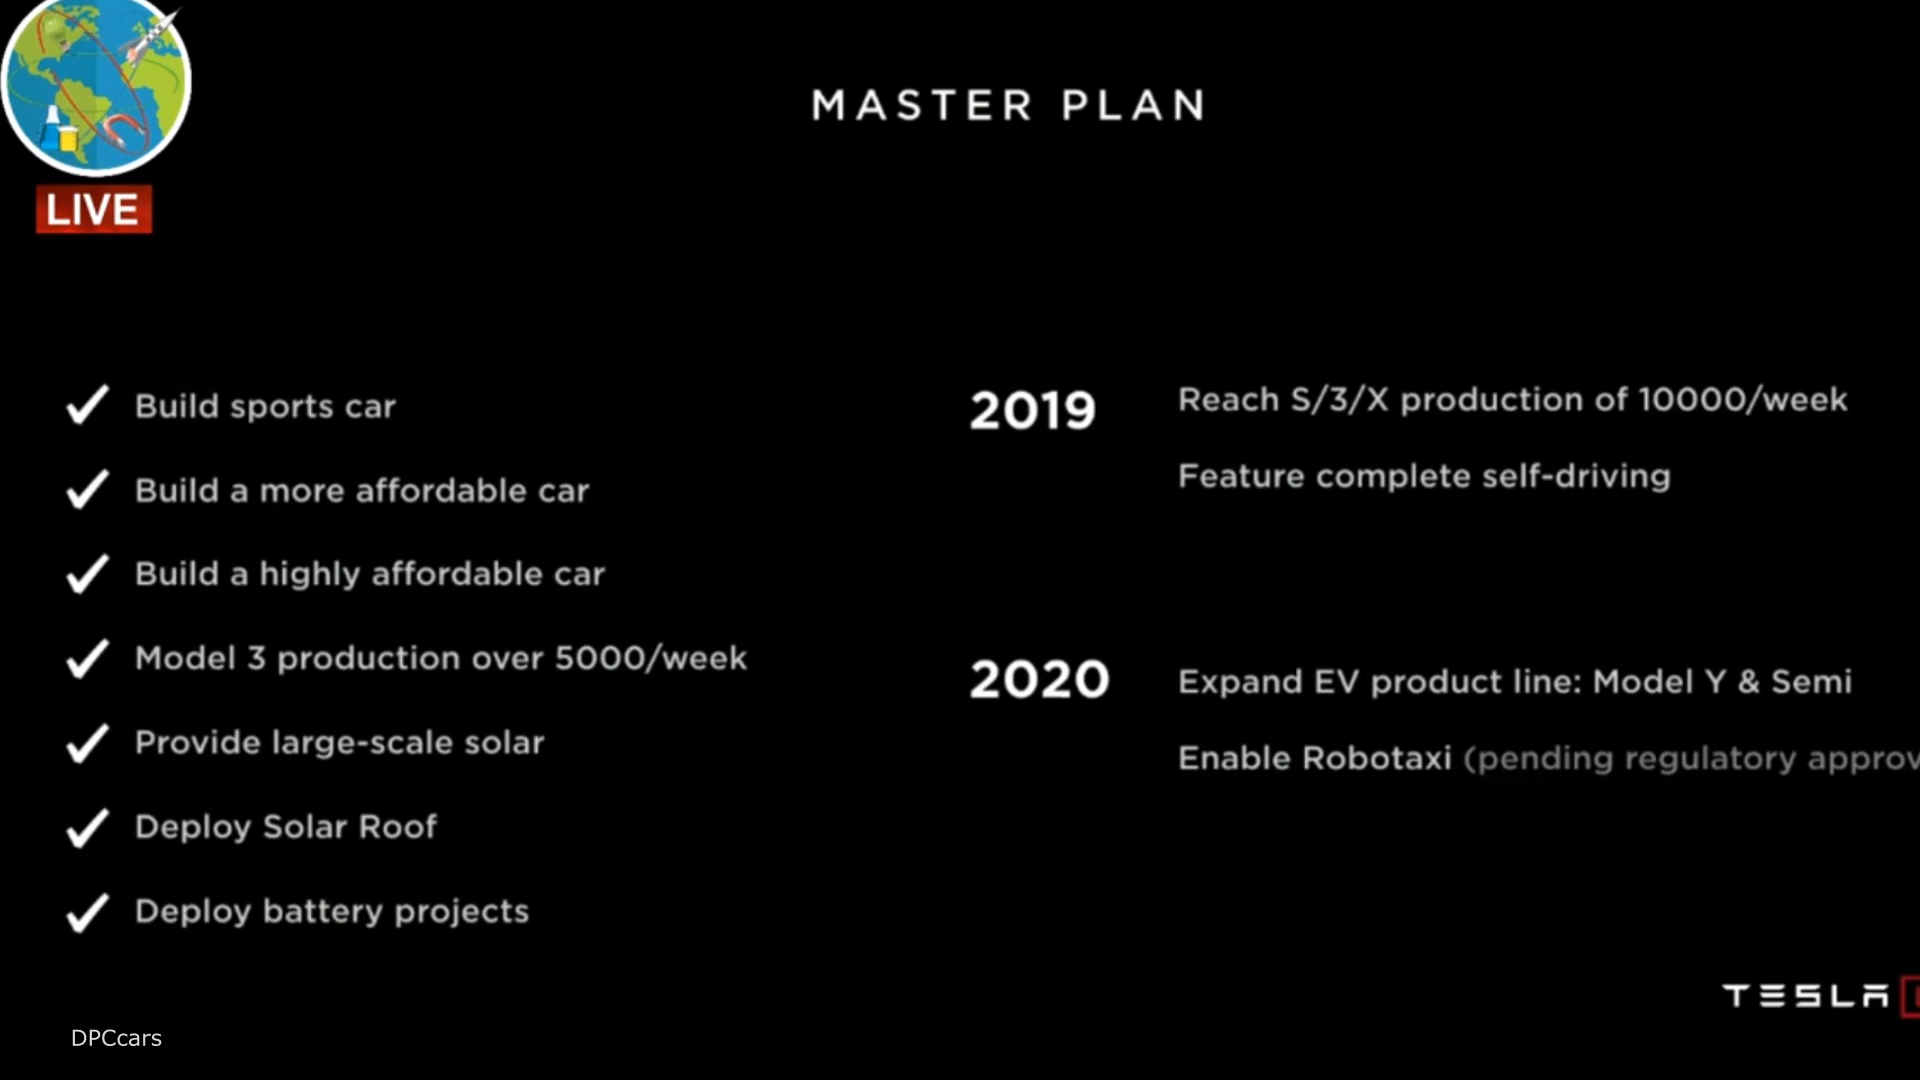 LIVE
MASTER PLAN
Build sports car
Build a more affordable car
Build a highly affordable car
Model 3 production over 5000/week
Provide large-scale solar
Deploy Solar Roof
Deploy battery projects
2019
Reach S/3/X production of 10000/week
Feature complete self-driving
2020
Expand EV product line: Model Y & Semi
Enable Robotaxi (pending regulatory approv
TESLA
DPCcars